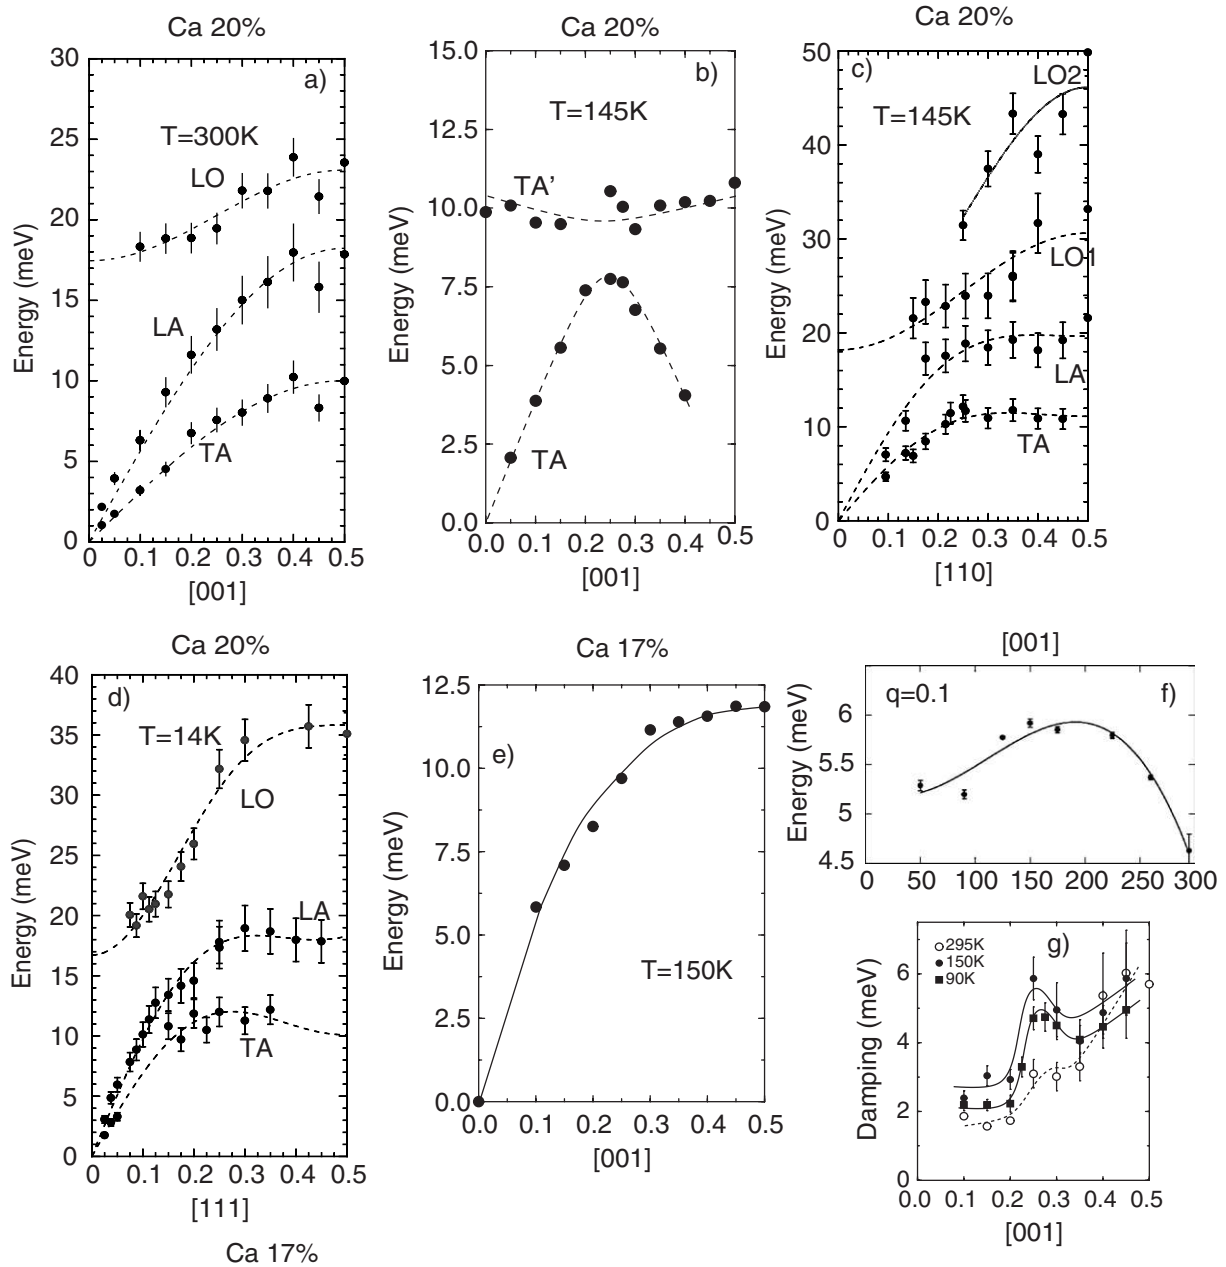 Ca 20%
Ca 20%
Ca 20%
30
25
20
15
10
5
0
Energy (meV)
a)
T=300K
LO
LA
TA
0 0.1 0.2 0.3 0.4 0.5
[001]
15.0
12.5
10.0
7.5
5.0
2.5
0.0
Energy (meV)
b)
T=145K
TA'
TA
0.0 0.1 0.2 0.3 0.4 0.5
[001]
50
40
30
20
10
0
Energy (meV)
c)
LO2
T=145K
LO1
LA
TA
0.1 0.2 0.3 0.4 0.5
[110]
Ca 20%
Ca 17%
[001]
40
35
30
25
20
15
10
5
0
Energy (meV)
d)
T=14K
LO
LA
TA
0 0.1 0.2 0.3 0.4 0.5
[111]
Ca 17%
12.5
10.0
7.5
5.0
2.5
0.0
Energy (meV)
e)
T=150K
0.0 0.1 0.2 0.3 0.4 0.5
[001]
6
5.5
5
4.5
Energy (meV)
q=0.1
f)
0 50 100 150 200 250 300
6
4
2
0
Damping (meV)
g)
295K
150K
90K
0.0 0.1 0.2 0.3 0.4 0.5
[001]